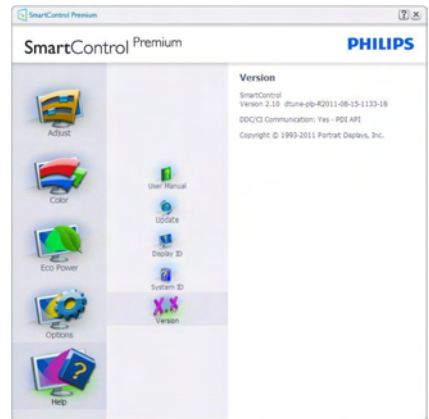 SmartControl Premium
SmartControl Premium
PHILIPS
Adjust
Color
Eco Power
Options
Help
User Manual
Update
Display ID
System ID
X.X
Version
Version
SmartControl
Version 2.10 dtune-plb-R2011-08-15-1133-18
DDC/CI Communication: Yes - PDI API
Copyright © 1993-2011 Portrait Displays, Inc.